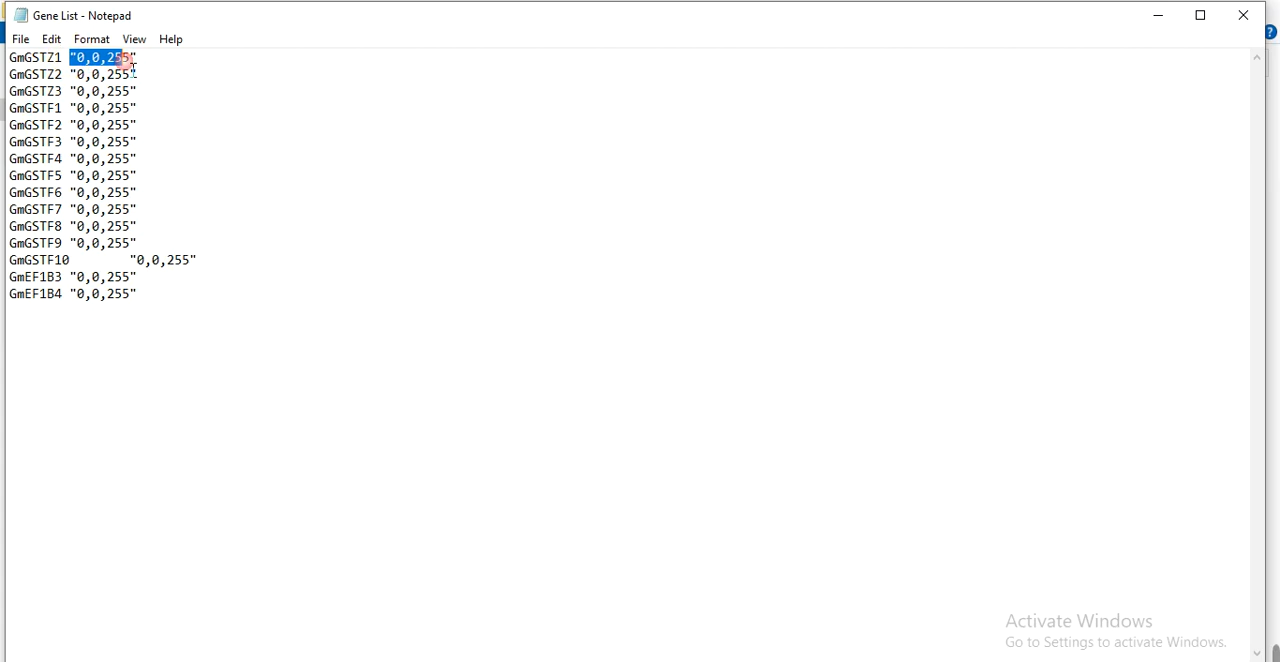 Gene List - Notepad
File Edit Format View Help
GmGSTZ1 "0,0,255"
GmGSTZ2 "0,0,255"
GmGSTZ3 "0,0,255"
GmGSTF1 "0,0,255"
GmGSTF2 "0,0,255"
GmGSTF3 "0,0,255"
GmGSTF4 "0,0,255"
GmGSTF5 "0,0,255"
GmGSTF6 "0,0,255"
GmGSTF7 "0,0,255"
GmGSTF8 "0,0,255"
GmGSTF9 "0,0,255"
GmGSTF10 "0,0,255"
GmEF1B3 "0,0,255"
GmEF1B4 "0,0,255"
Activate Windows
Go to Settings to activate Windows.